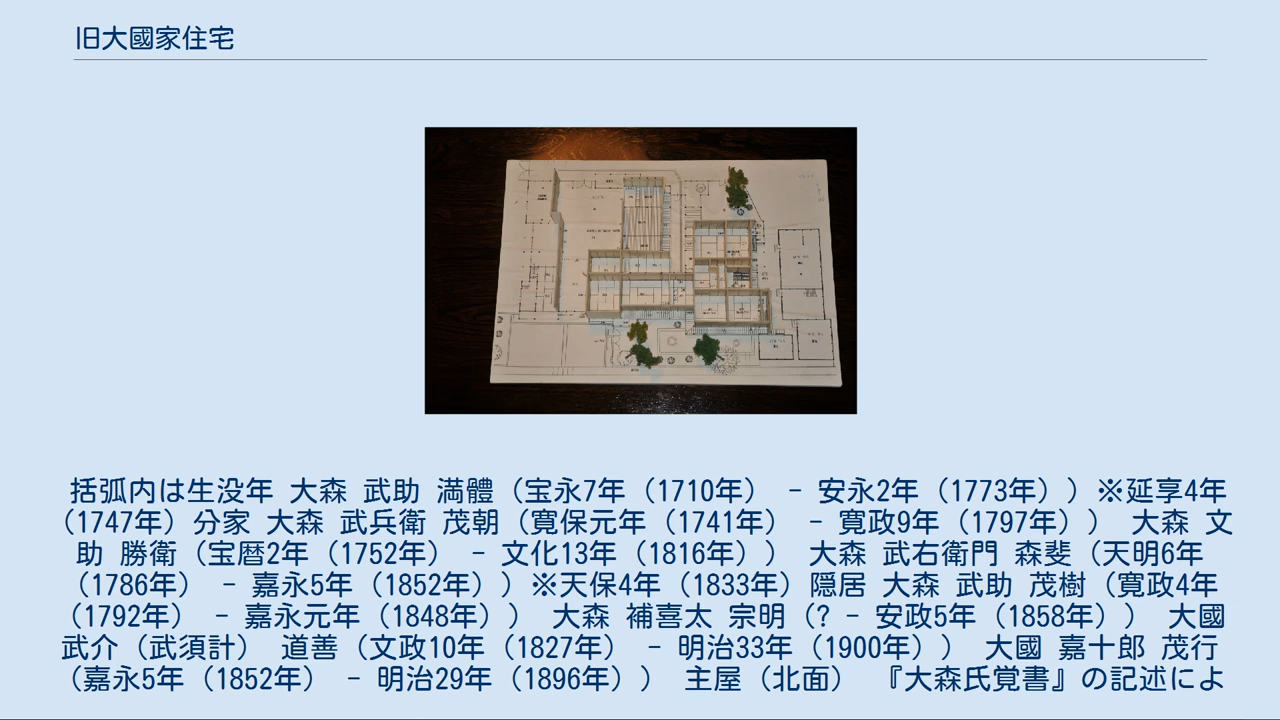 旧大國家住宅
括弧内は生没年 大森 武助 満體（宝永7年（1710年） － 安永2年（1773年））※延享4年
（1747年）分家 大森 武兵衛 茂朝（寛保元年（1741年） － 寛政9年（1797年）） 大森 文
助 勝衛（宝暦2年（1752年） － 文化13年（1816年）） 大森 武右衛門 森斐（天明6年
（1786年） － 嘉永5年（1852年））※天保4年（1833年）隠居 大森 武助 茂樹（寛政4年
（1792年） － 嘉永元年（1848年）） 大森 補喜太 宗明（? － 安政5年（1858年）） 大國
武介（武須計） 道善（文政10年（1827年） － 明治33年（1900年）） 大國 嘉十郎 茂行
（嘉永5年（1852年） － 明治29年（1896年）） 主屋（北面） 『大森氏覚書』の記述によ